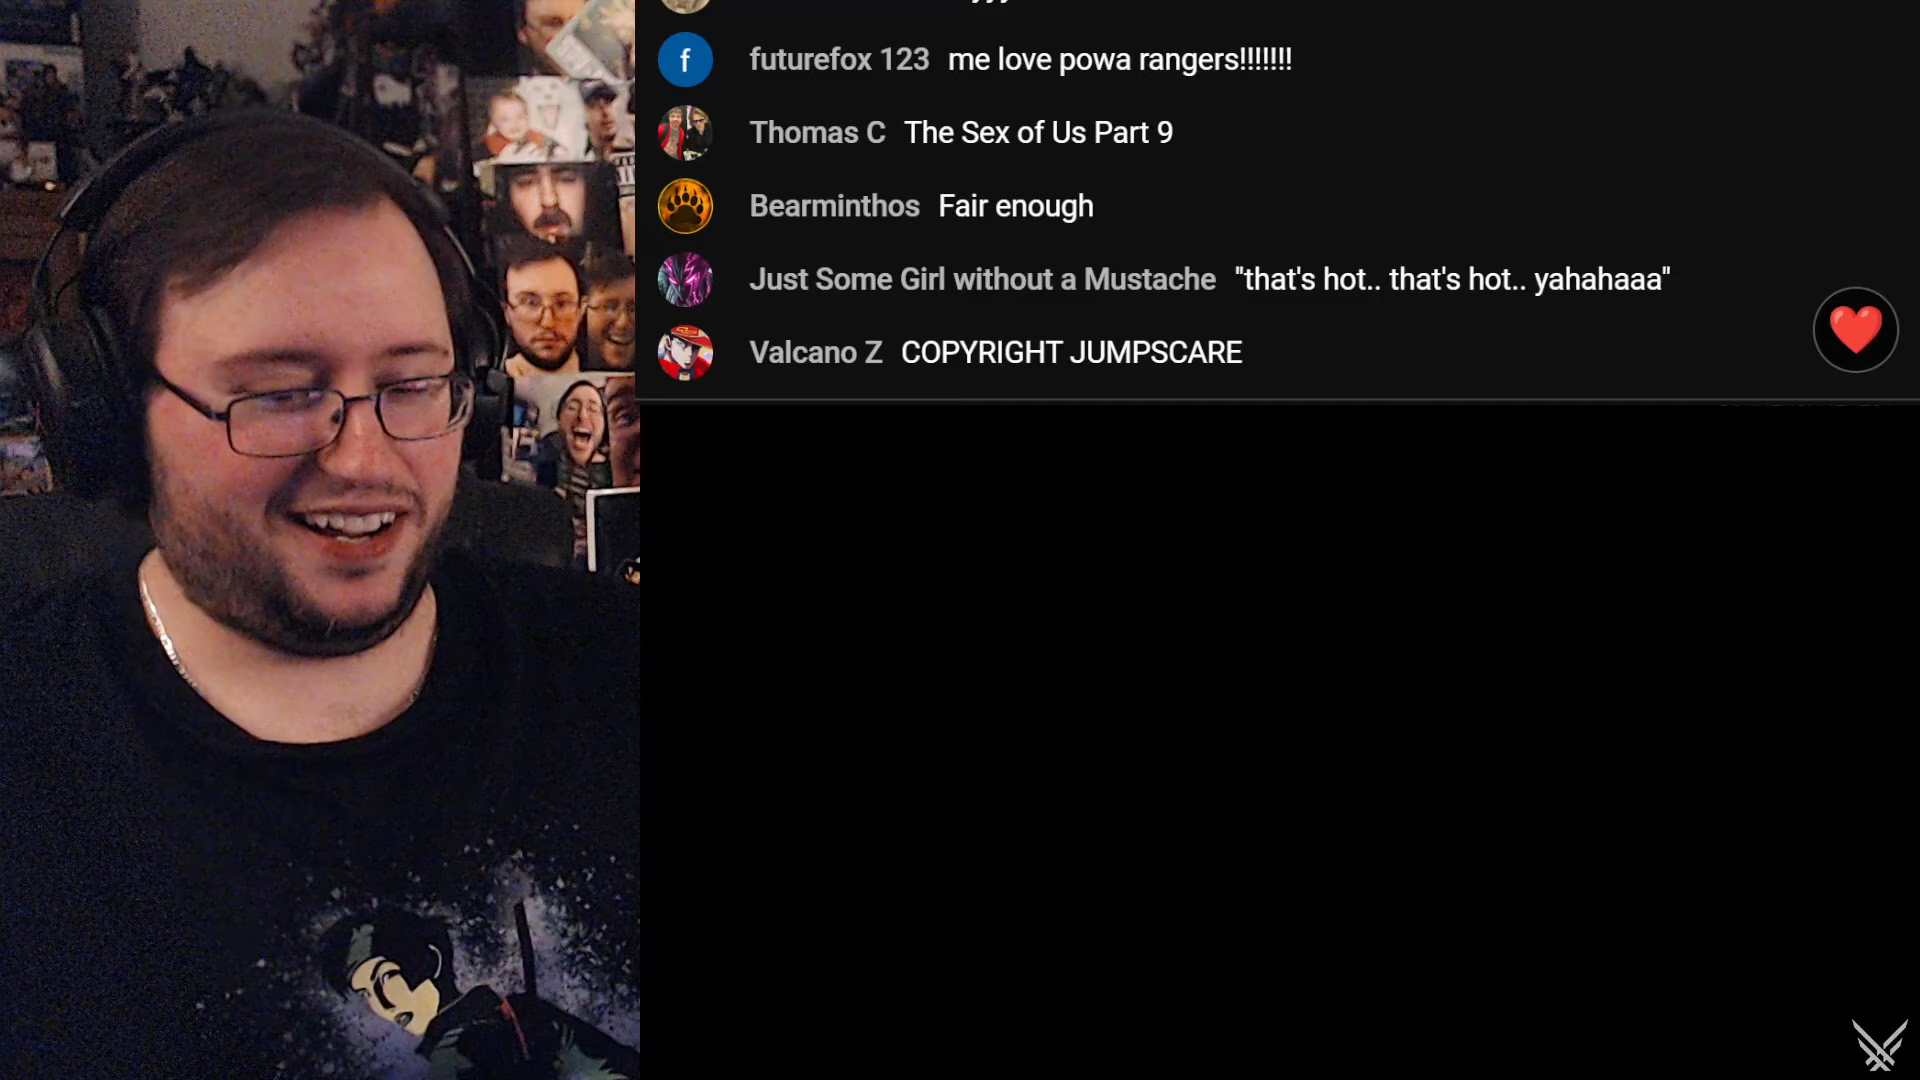 f
futurefox 123 me love powa rangers!!!!!!!
Thomas C The Sex of Us Part 9
Bearminthos Fair enough
Just Some Girl without a Mustache "that's hot.. that's hot.. yahahaaa"
Valcano Z COPYRIGHT JUMPSCARE